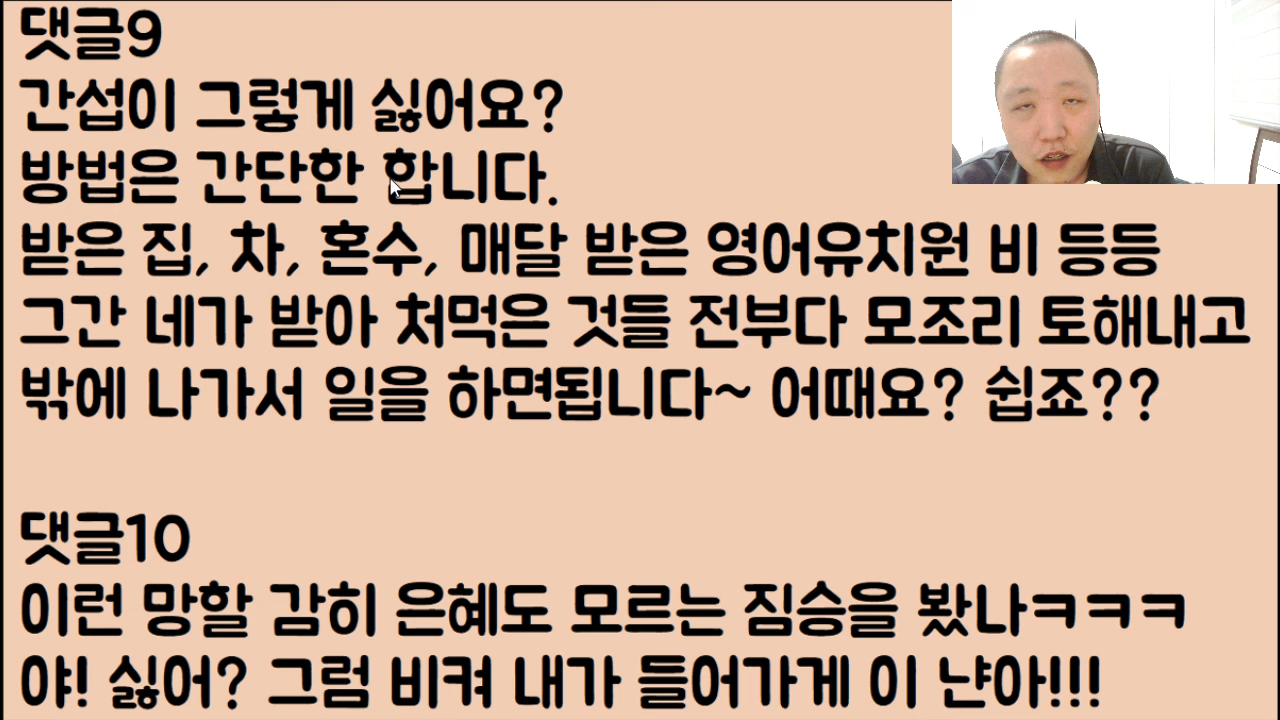 댓글9
간섭이 그렇게 싫어요?
방법은 간단한 합니다.
받은 집, 차, 혼수, 매달 받은 영어유치원 비 등등
그간 네가 받아 처먹은 것들 전부다 모조리 토해내고
밖에 나가서 일을 하면됩니다~ 어때요? 쉽죠??
댓글10
이런 망할 감히 은혜도 모르는 짐승을 봤나ㅋㅋㅋ
야! 싫어? 그럼 비켜 내가 들어가게 이 냔아!!!